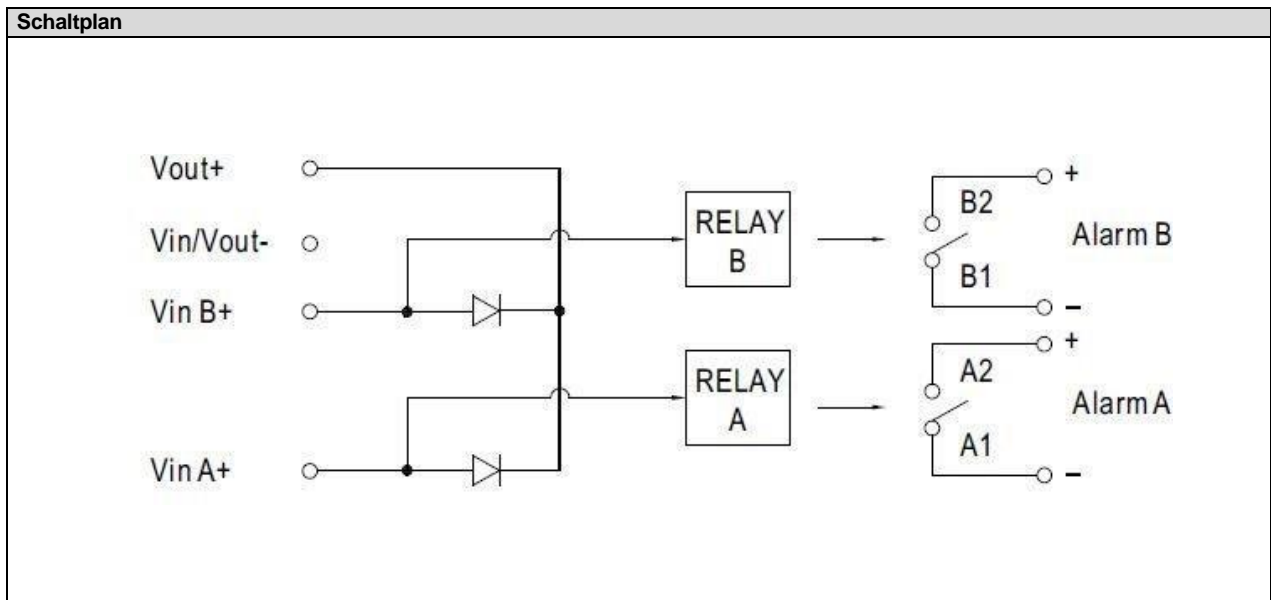 Schaltplan
Vout+
Vin/Vout-
Vin B+
Vin A+
RELAY
B
RELAY
A
B2
B1
+
Alarm B
−
A2
A1
+
Alarm A
−